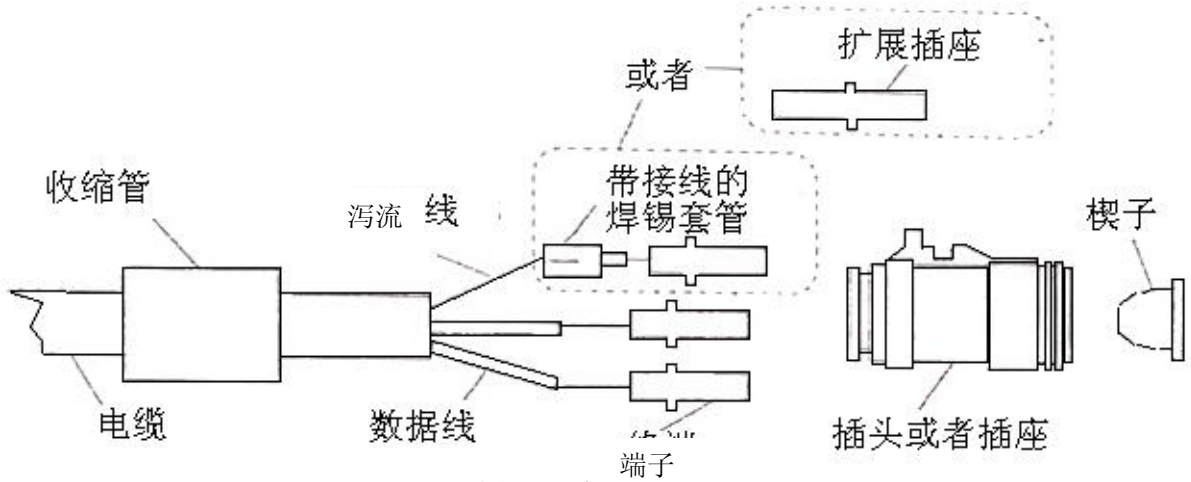 扩展插座
或者
收缩管
带接线的
焊锡套管
泻流 线
楔子
电缆
数据线
插头或者插座
端子